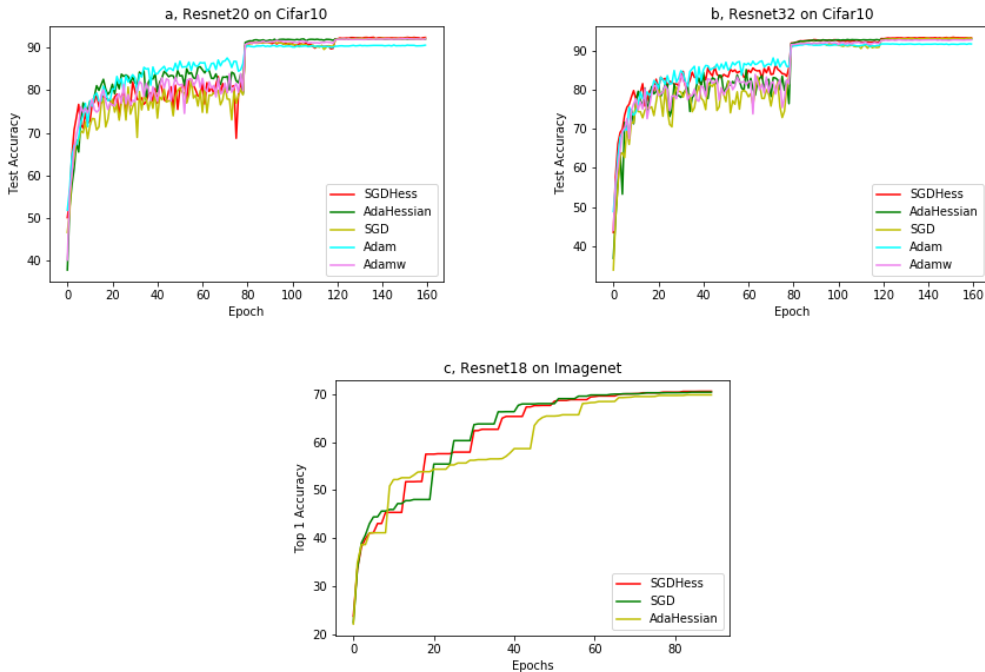 a, Resnet20 on Cifar10
Test Accuracy
90
80
70
60
50
40
0 20 40 60 80 100 120 140 160
Epoch
SGDHess
AdaHessian
SGD
Adam
Adamw
b, Resnet32 on Cifar10
Test Accuracy
90
80
70
60
50
40
0 20 40 60 80 100 120 140 160
Epoch
SGDHess
AdaHessian
SGD
Adam
Adamw
c, Resnet18 on Imagenet
Top 1 Accuracy
70
60
50
40
30
20
0 20 40 60 80
Epochs
SGDHess
SGD
AdaHessian